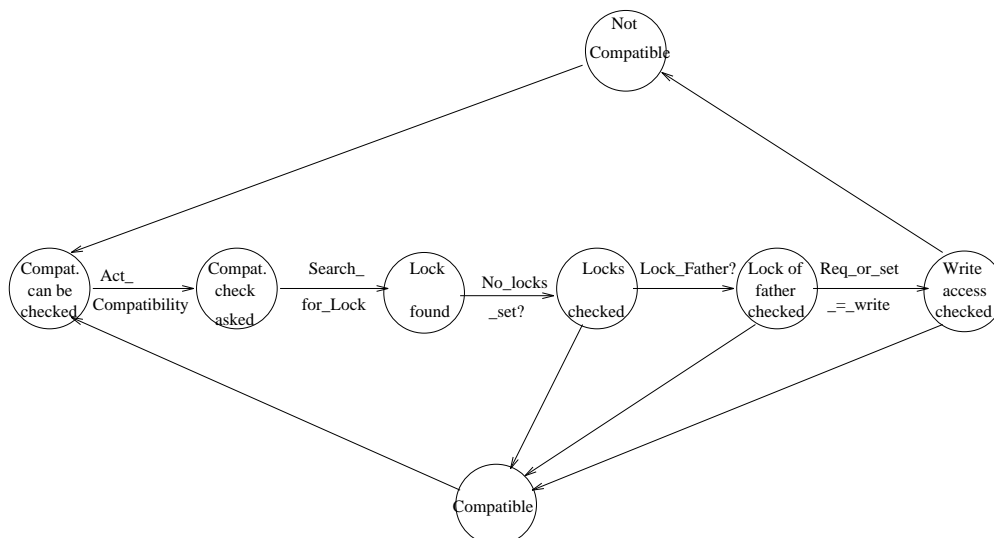 Not
Compatible
Compat.
can be
checked
Act_
Compatibility
Compat.
check
asked
Search_
for_Lock
Lock
found
No_locks
_set?
Locks
checked
Lock_Father?
Lock of
father
checked
Req_or_set
_=_write
Write
access
checked
Compatible